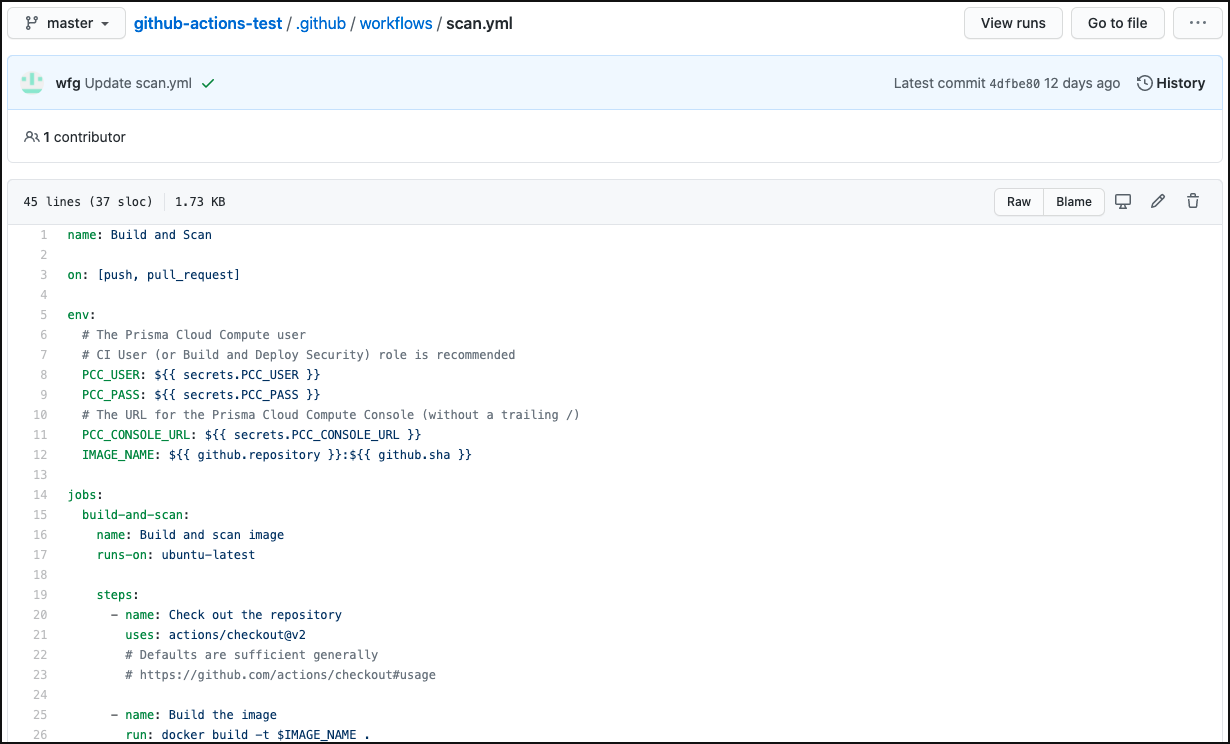 master github-actions-test / .github / workflows / scan.yml View runs Go to file ...
wfg Update scan.yml Latest commit 4dfbe80 12 days ago History
1 contributor
45 lines (37 sloc) 1.73 KB Raw Blame
1 name: Build and Scan
2
3 on: [push, pull_request]
4
5 env:
6   # The Prisma Cloud Compute user
7   # CI User (or Build and Deploy Security) role is recommended
8   PCC_USER: ${{ secrets.PCC_USER }}
9   PCC_PASS: ${{ secrets.PCC_PASS }}
10   # The URL for the Prisma Cloud Compute Console (without a trailing /)
11   PCC_CONSOLE_URL: ${{ secrets.PCC_CONSOLE_URL }}
12   IMAGE_NAME: ${{ github.repository }}:${{ github.sha }}
13
14 jobs:
15   build-and-scan:
16     name: Build and scan image
17     runs-on: ubuntu-latest
18
19     steps:
20       - name: Check out the repository
21         uses: actions/checkout@v2
22         # Defaults are sufficient generally
23         # https://github.com/actions/checkout#usage
24
25       - name: Build the image
26         run: docker build -t $IMAGE_NAME .